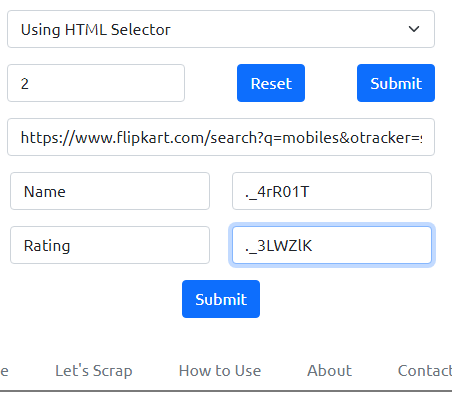 Using HTML Selector
2 Reset Submit
https://www.flipkart.com/search?q=mobiles&otracker=s
Name ._4rR01T
Rating ._3LWZlK
Submit
e Let's Scrap How to Use About Contact